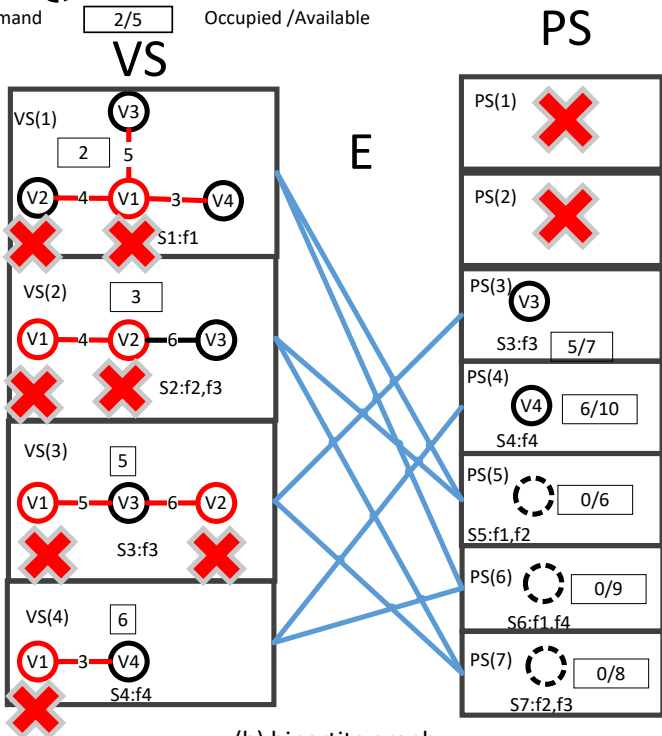 mand 2/5 Occupied /Available
VS
PS
E
VS(1)
V3
2
5
V2
4
V1
3
V4
S1:f1
VS(2)
3
V1
4
V2
6
V3
S2:f2,f3
VS(3)
5
V1
5
V3
6
V2
S3:f3
VS(4)
6
V1
3
V4
S4:f4
PS(1)
PS(2)
PS(3)
V3
S3:f3
5/7
PS(4)
V4
6/10
S4:f4
PS(5)
0/6
S5:f1,f2
PS(6)
0/9
S6:f1,f4
PS(7)
0/8
S7:f2,f3
(b) bipartite graph